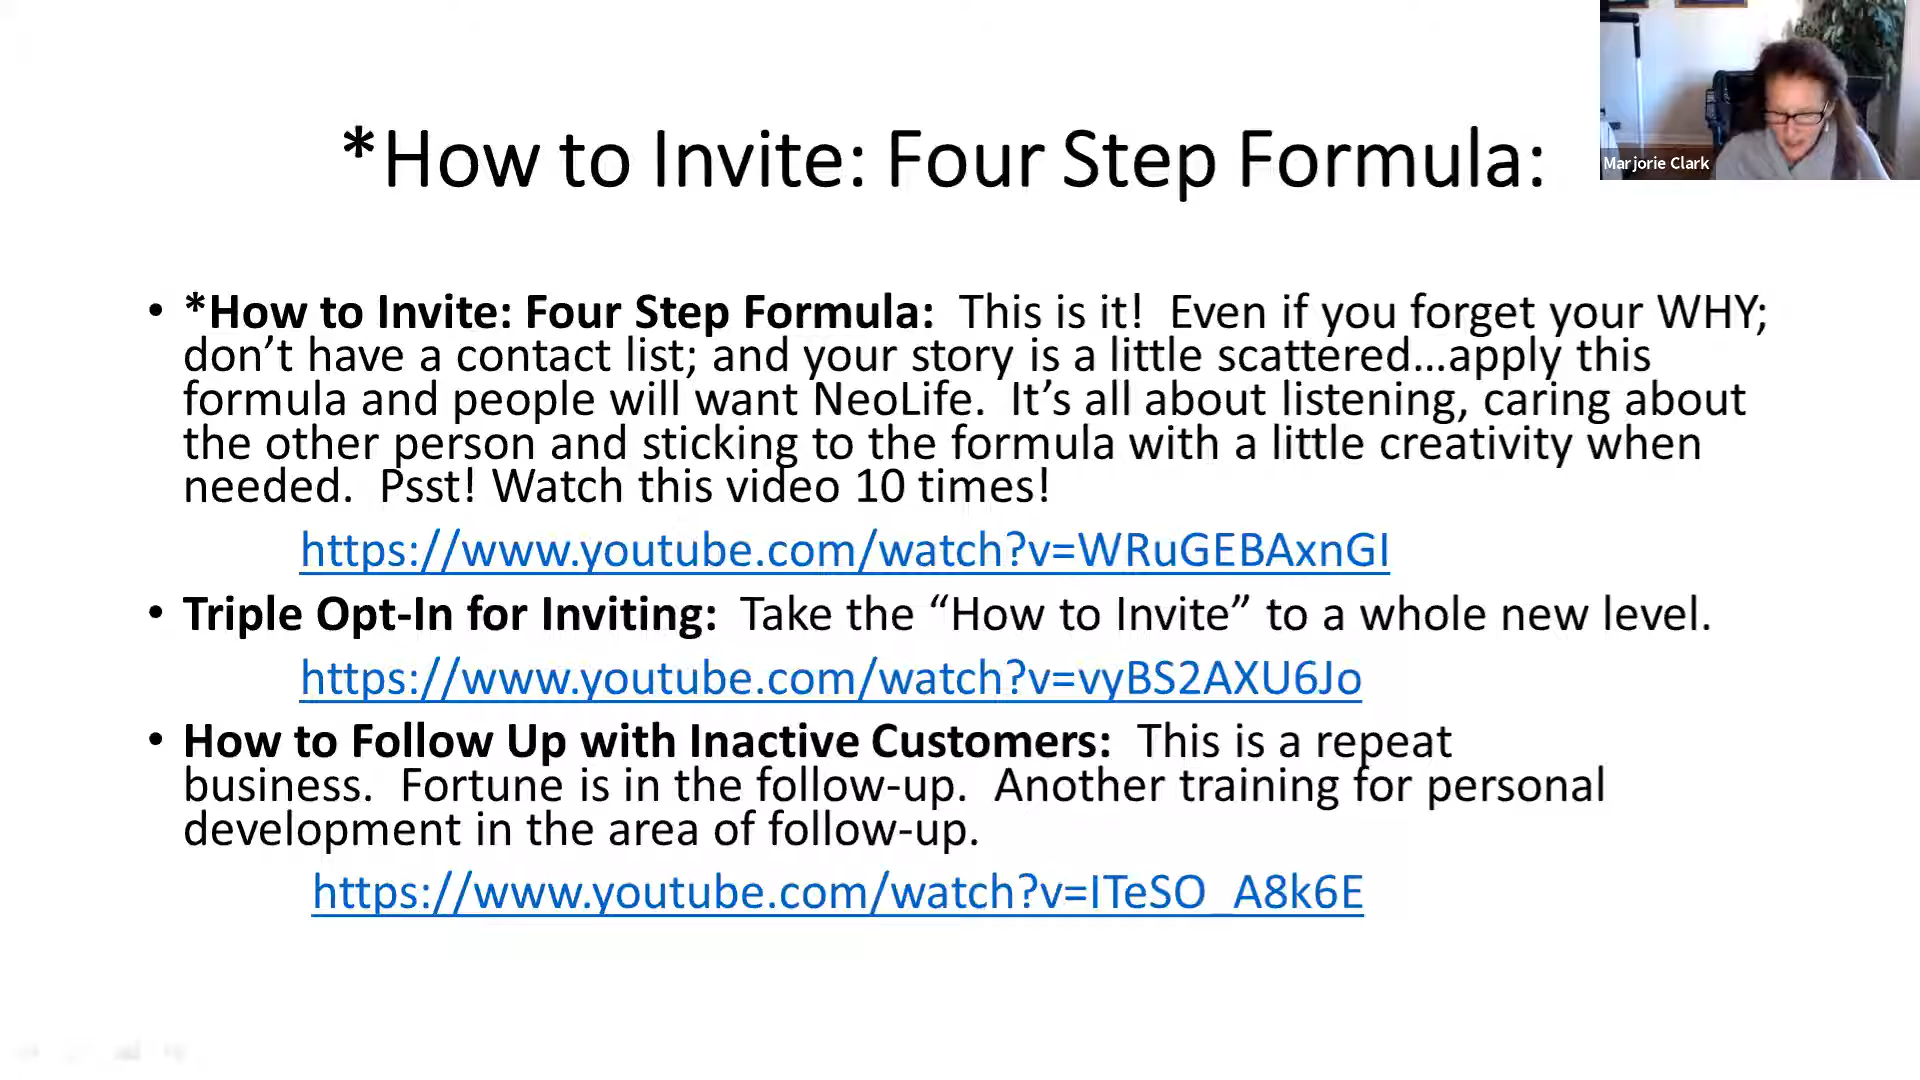 *How to Invite: Four Step Formula:
Marjorie Clark
• *How to Invite: Four Step Formula:  This is it!  Even if you forget your WHY;
don’t have a contact list; and your story is a little scattered…apply this
formula and people will want NeoLife.  It’s all about listening, caring about
the other person and sticking to the formula with a little creativity when
needed.  Psst! Watch this video 10 times!
https://www.youtube.com/watch?v=WRuGEBAxnGI
• Triple Opt-In for Inviting:  Take the “How to Invite” to a whole new level.
https://www.youtube.com/watch?v=vyBS2AXU6Jo
• How to Follow Up with Inactive Customers:  This is a repeat
business.  Fortune is in the follow-up.  Another training for personal
development in the area of follow-up.
https://www.youtube.com/watch?v=ITeSO_A8k6E